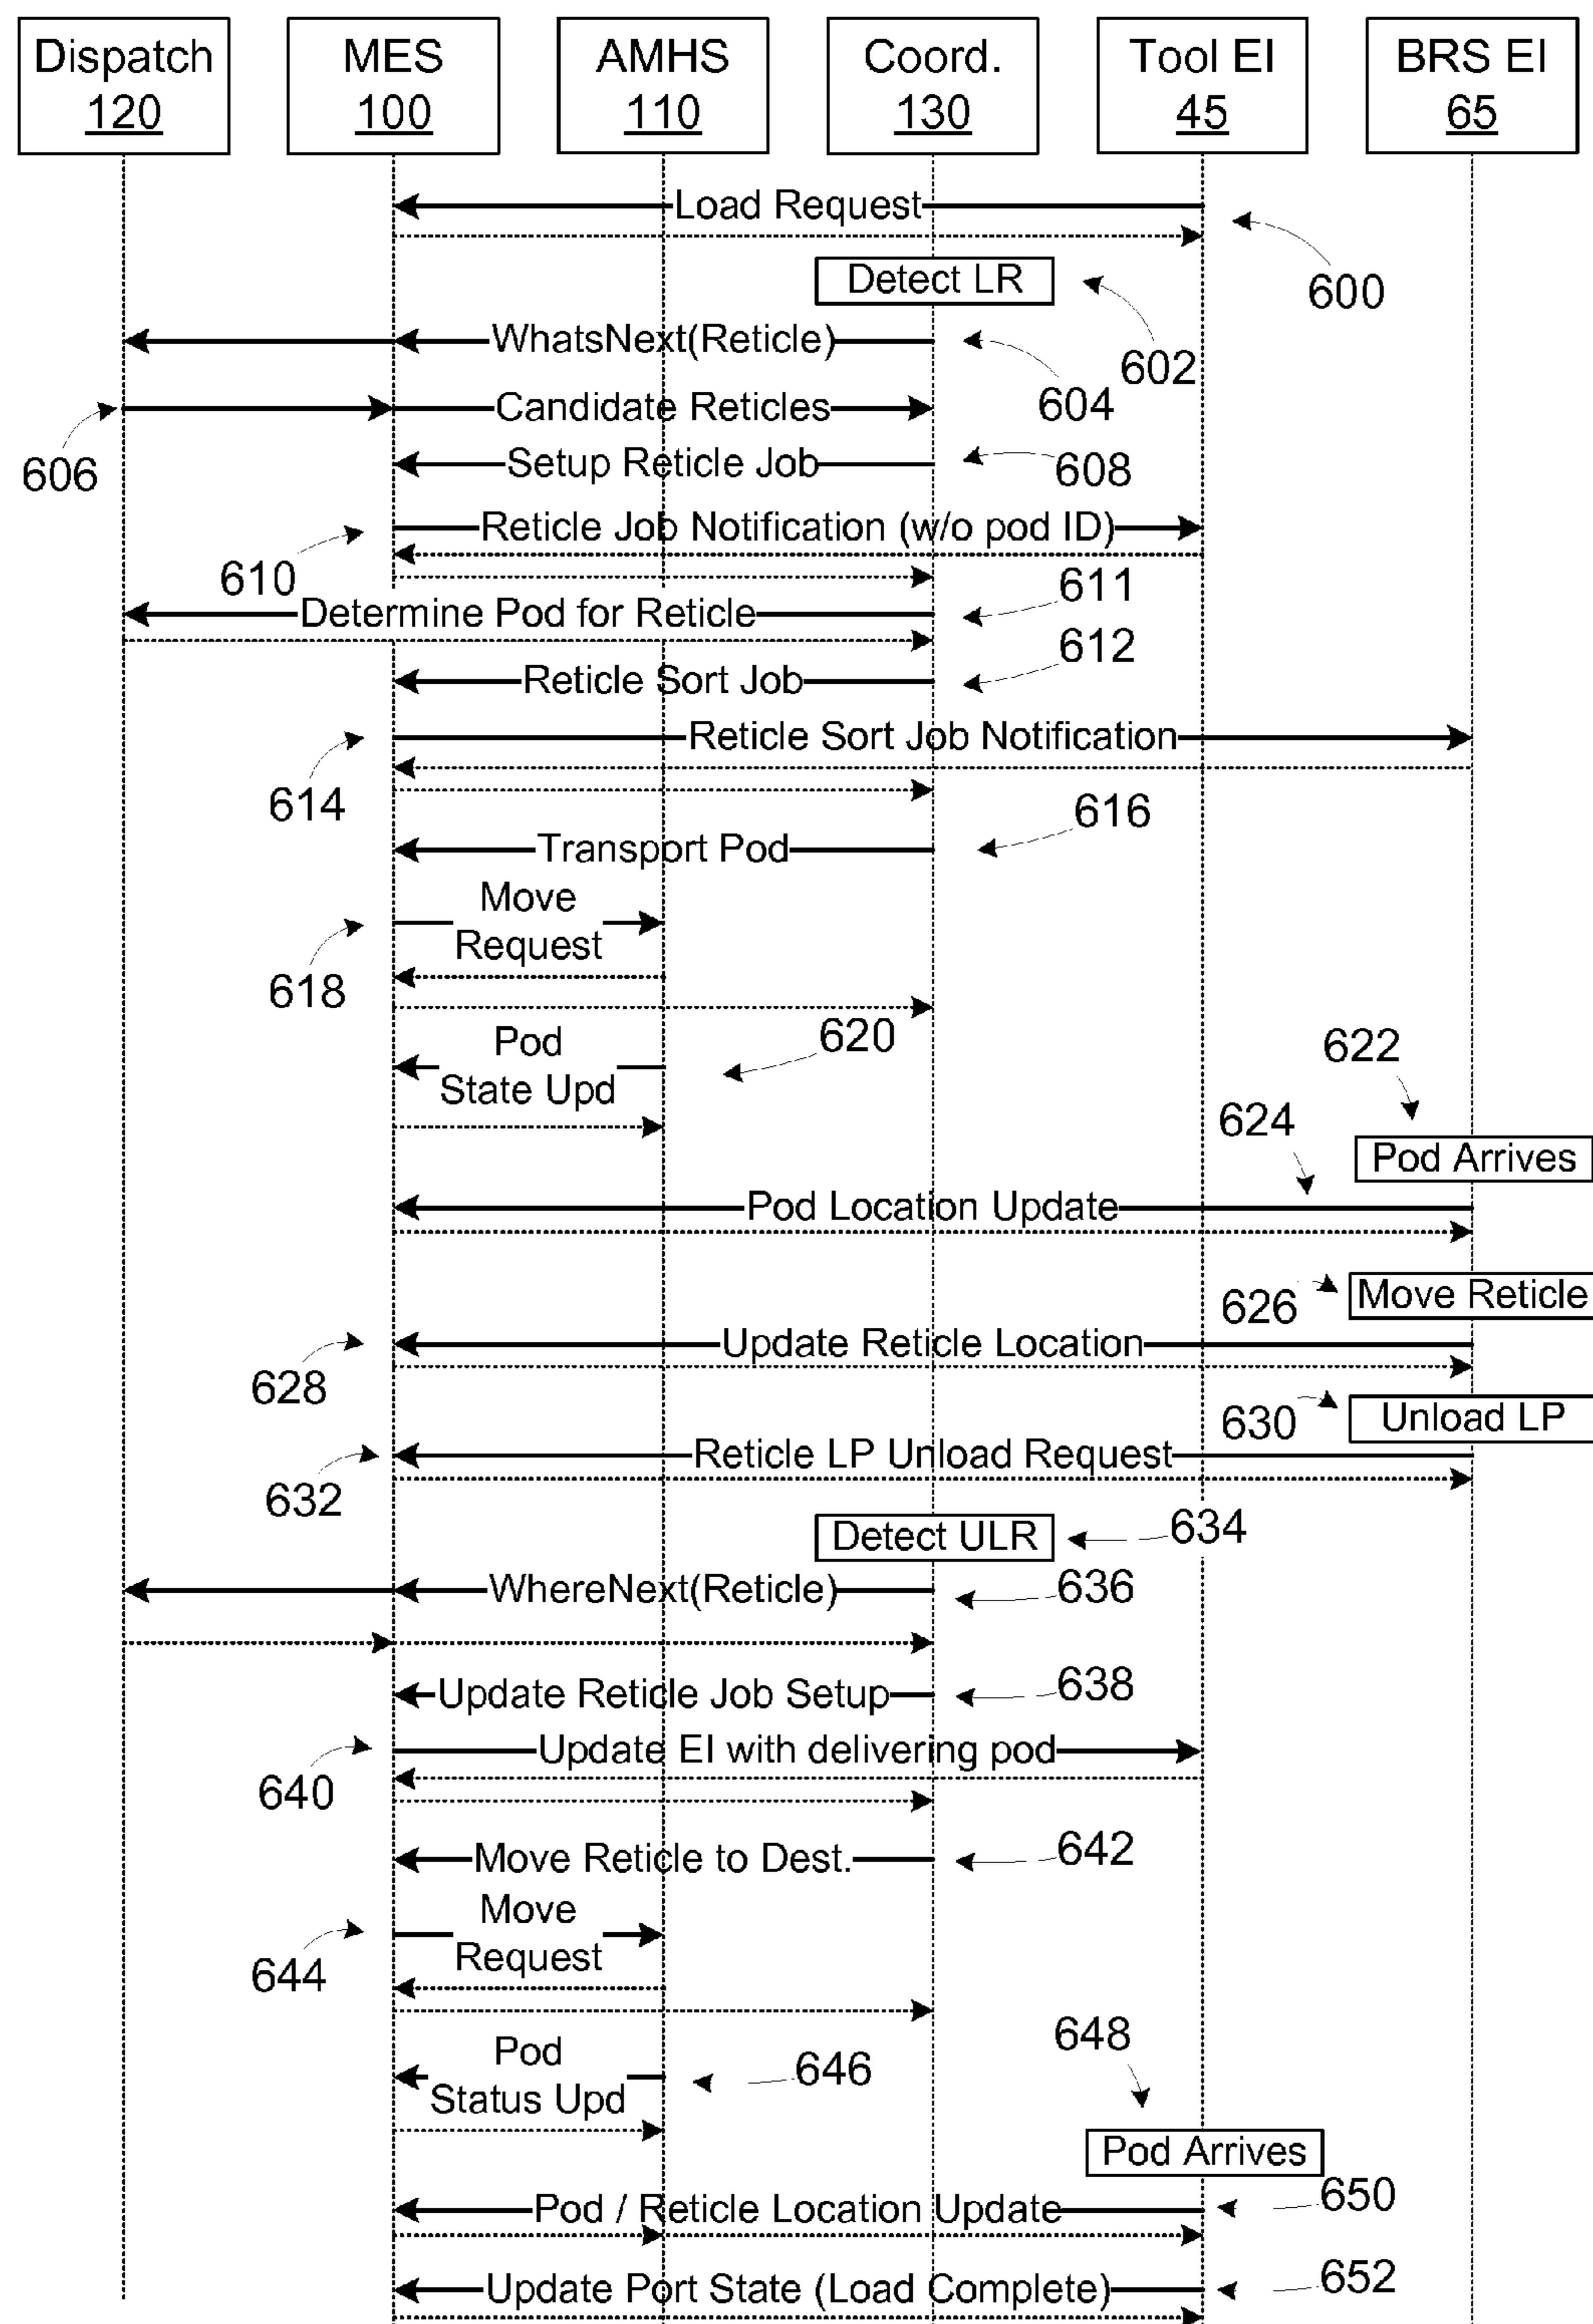 Dispatch
120
MES
100
AMHS
110
Coord.
130
Tool EI
45
BRS EI
65
Load Request
600
Detect LR
602
WhatsNext(Reticle)
604
Candidate Reticles
606
Setup Reticle Job
608
Reticle Job Notification (w/o pod ID)
610
611
Determine Pod for Reticle
612
Reticle Sort Job
Reticle Sort Job Notification
614
616
Transport Pod
Move
Request
618
620
Pod
State Upd
622
624
Pod Arrives
Pod Location Update
626
Move Reticle
Update Reticle Location
628
630
Unload LP
Reticle LP Unload Request
632
Detect ULR
634
WhereNext(Reticle)
636
Update Reticle Job Setup
638
Update EI with delivering pod
640
Move Reticle to Dest.
642
Move
Request
644
648
Pod
Status Upd
646
Pod Arrives
Pod / Reticle Location Update
650
Update Port State (Load Complete)
652